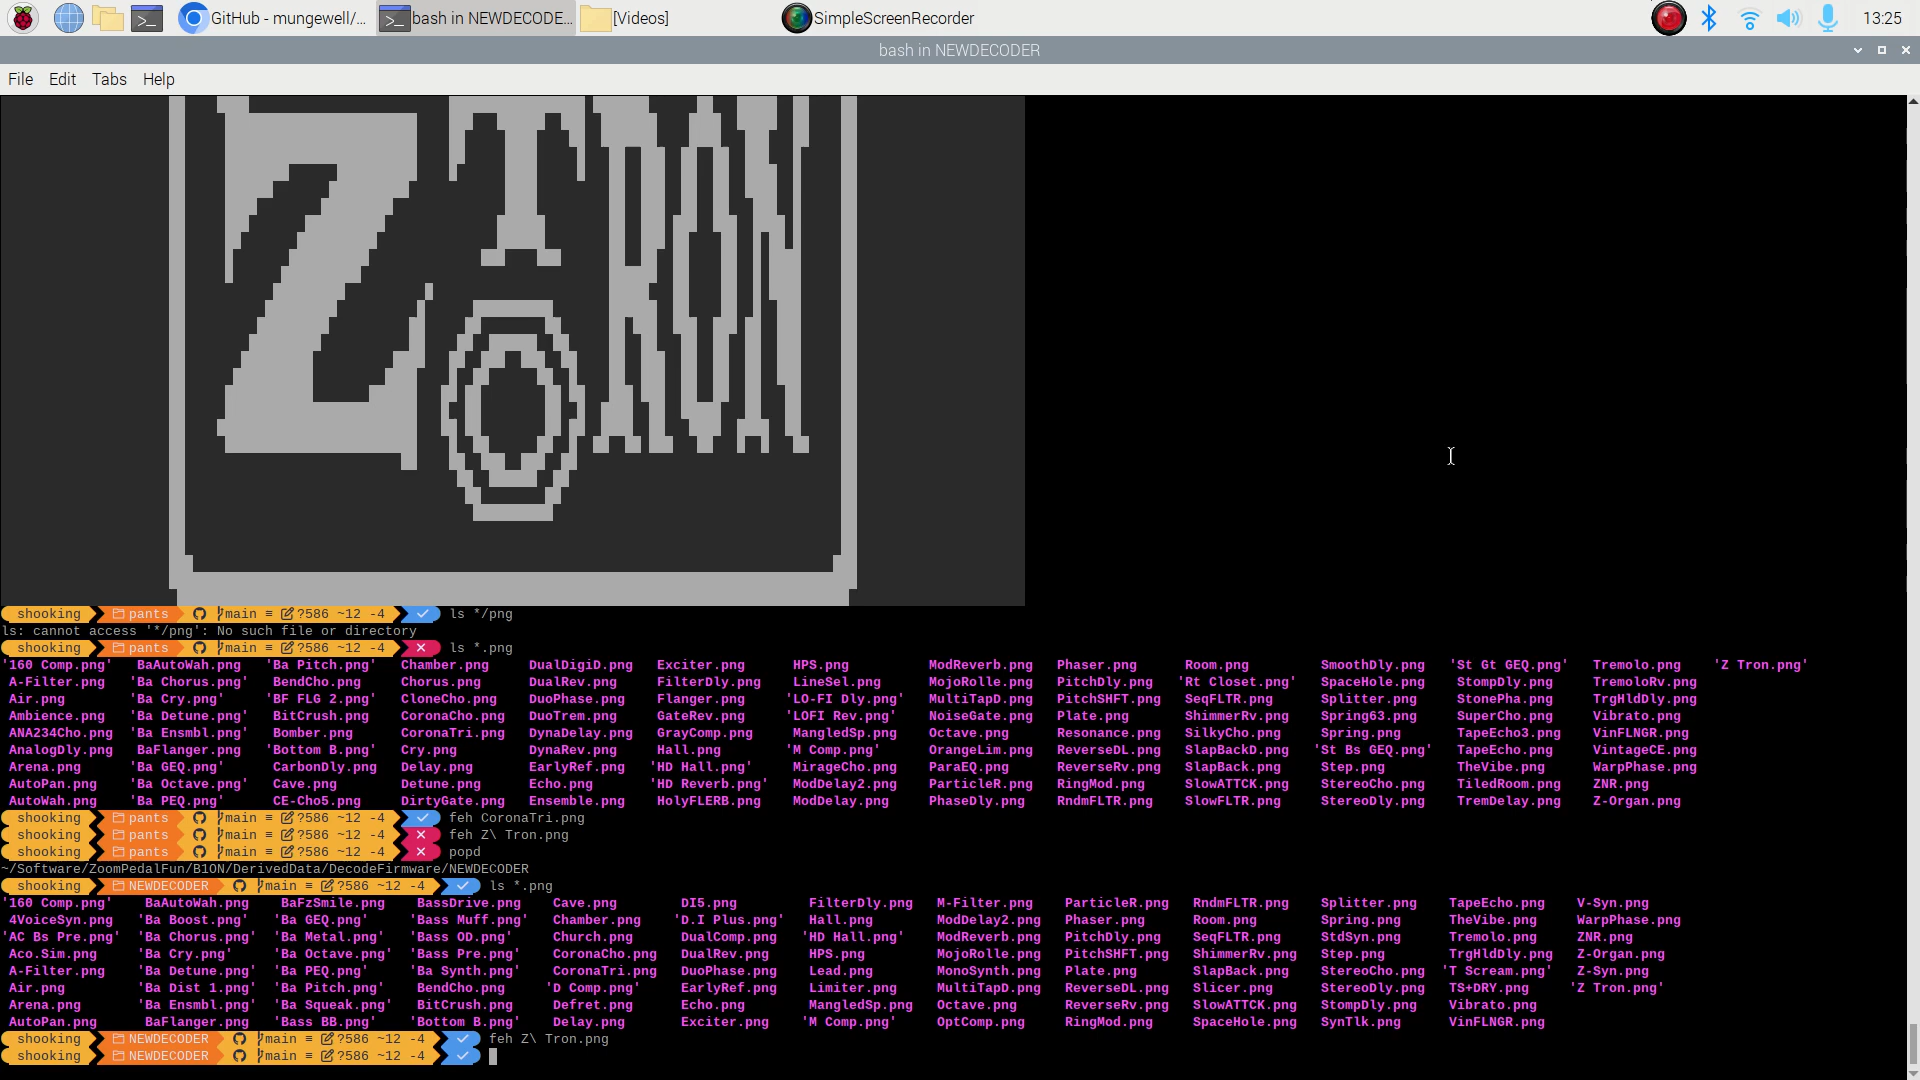 GitHub - mungewell/... bash in NEWDECODE... [Videos] SimpleScreenRecorder 13:25
bash in NEWDECODER
File Edit Tabs Help
Z TRON
shooking pants main ≡ ?586 ~12 -4 ls */png
ls: cannot access '*/png': No such file or directory
shooking pants main ≡ ?586 ~12 -4 ls *.png
'160 Comp.png' BaAutoWah.png 'Ba Pitch.png' Chamber.png DualDigiD.png Exciter.png HPS.png ModReverb.png Phaser.png Room.png SmoothDly.png 'St Gt GEQ.png' Tremolo.png 'Z Tron.png'
A-Filter.png 'Ba Chorus.png' BendCho.png Chorus.png DualRev.png FilterDly.png LineSel.png MojoRolle.png PitchDly.png 'Rt Closet.png' SpaceHole.png StompDly.png TremoloRv.png
Air.png 'Ba Cry.png' 'BF FLG 2.png' CloneCho.png DuoPhase.png Flanger.png 'LO-FI Dly.png' MultiTapD.png PitchSHFT.png SeqFLTR.png Splitter.png StonePha.png TrgHldDly.png
Ambience.png 'Ba Detune.png' BitCrush.png CoronaCho.png DuoTrem.png GateRev.png 'LOFI Rev.png' NoiseGate.png Plate.png ShimmerRv.png Spring63.png SuperCho.png Vibrato.png
ANA234Cho.png 'Ba Ensmbl.png' Bomber.png CoronaTri.png DynaDelay.png GrayComp.png MangledSp.png Octave.png Resonance.png SilkyCho.png Spring.png TapeEcho3.png VinFLNGR.png
AnalogDly.png BaFlanger.png 'Bottom B.png' Cry.png DynaRev.png Hall.png 'M Comp.png' OrangeLim.png ReverseDL.png SlapBackD.png 'St Bs GEQ.png' TapeEcho.png VintageCE.png
Arena.png 'Ba GEQ.png' CarbonDly.png Delay.png EarlyRef.png 'HD Hall.png' MirageCho.png ParaEQ.png ReverseRv.png SlapBack.png Step.png TheVibe.png WarpPhase.png
AutoPan.png 'Ba Octave.png' Cave.png Detune.png Echo.png 'HD Reverb.png' ModDelay2.png ParticleR.png RingMod.png SlowATTCK.png StereoCho.png TiledRoom.png ZNR.png
AutoWah.png 'Ba PEQ.png' CE-Cho5.png DirtyGate.png Ensemble.png HolyFLERB.png ModDelay.png PhaseDly.png RndmFLTR.png SlowFLTR.png StereoDly.png TremDelay.png Z-Organ.png
shooking pants main ≡ ?586 ~12 -4 feh CoronaTri.png
shooking pants main ≡ ?586 ~12 -4 feh Z\ Tron.png
shooking pants main ≡ ?586 ~12 -4 popd
~/Software/ZoomPedalFun/B1ON/DerivedData/DecodeFirmware/NEWDECODER
shooking NEWDECODER main ≡ ?586 ~12 -4 ls *.png
'160 Comp.png' BaAutoWah.png BaFzSmile.png BassDrive.png Cave.png DI5.png FilterDly.png M-Filter.png ParticleR.png RndmFLTR.png Splitter.png TapeEcho.png V-Syn.png
4VoiceSyn.png 'Ba Boost.png' 'Ba GEQ.png' 'Bass Muff.png' Chamber.png 'D.I Plus.png' Hall.png ModDelay2.png Phaser.png Room.png Spring.png TheVibe.png WarpPhase.png
'AC Bs Pre.png' 'Ba Chorus.png' 'Ba Metal.png' 'Bass OD.png' Church.png DualComp.png 'HD Hall.png' ModReverb.png PitchDly.png SeqFLTR.png StdSyn.png Tremolo.png ZNR.png
Aco.Sim.png 'Ba Cry.png' 'Ba Octave.png' 'Bass Pre.png' CoronaCho.png DualRev.png HPS.png MojoRolle.png PitchSHFT.png ShimmerRv.png Step.png TrgHldDly.png Z-Organ.png
A-Filter.png 'Ba Detune.png' 'Ba PEQ.png' 'Ba Synth.png' CoronaTri.png DuoPhase.png Lead.png MonoSynth.png Plate.png SlapBack.png StereoCho.png 'T Scream.png' Z-Syn.png
Air.png 'Ba Dist 1.png' 'Ba Pitch.png' BendCho.png 'D Comp.png' EarlyRef.png Limiter.png MultiTapD.png ReverseDL.png Slicer.png StereoDly.png TS+DRY.png 'Z Tron.png'
Arena.png 'Ba Ensmbl.png' 'Ba Squeak.png' BitCrush.png Defret.png Echo.png MangledSp.png Octave.png ReverseRv.png SlowATTCK.png StompDly.png Vibrato.png
AutoPan.png BaFlanger.png 'Bass BB.png' 'Bottom B.png' Delay.png Exciter.png 'M Comp.png' OptComp.png RingMod.png SpaceHole.png SynTlk.png VinFLNGR.png
shooking NEWDECODER main ≡ ?586 ~12 -4 feh Z\ Tron.png
shooking NEWDECODER main ≡ ?586 ~12 -4